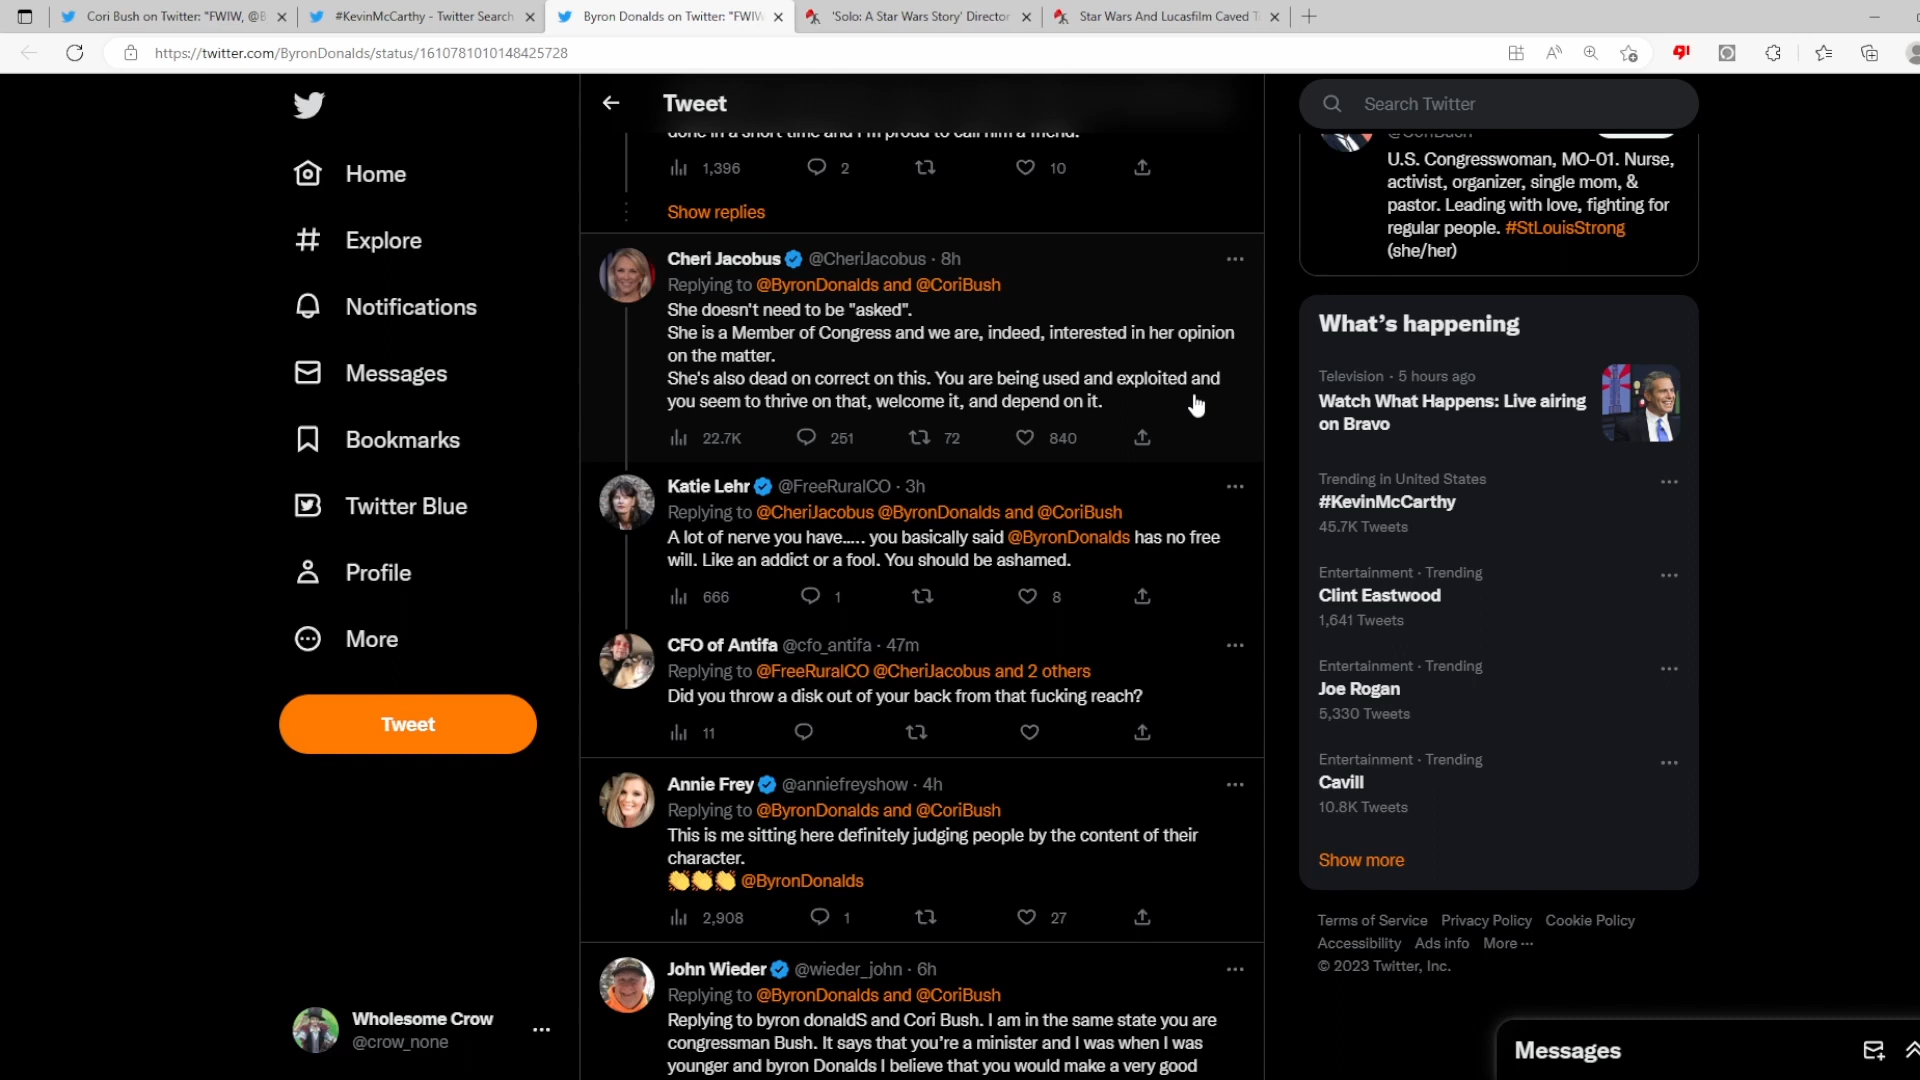 Cori Bush on Twitter: "FWIW, @B
#KevinMcCarthy - Twitter Search
Byron Donalds on Twitter: "FWIW
'Solo: A Star Wars Story' Director
Star Wars And Lucasfilm Caved T
https://twitter.com/ByronDonalds/status/1610781010148425728
Home
Explore
Notifications
Messages
Bookmarks
Twitter Blue
Profile
More
Tweet
Wholesome Crow
@crow_none
Tweet
done in a short time and I'm proud to call him a friend.
1,396 2 10
Show replies
Cheri Jacobus @CheriJacobus · 8h
Replying to @ByronDonalds and @CoriBush
She doesn't need to be "asked".
She is a Member of Congress and we are, indeed, interested in her opinion
on the matter.
She's also dead on correct on this. You are being used and exploited and
you seem to thrive on that, welcome it, and depend on it.
22.7K 251 72 840
Katie Lehr @FreeRuralCO · 3h
Replying to @CheriJacobus @ByronDonalds and @CoriBush
A lot of nerve you have..... you basically said @ByronDonalds has no free
will. Like an addict or a fool. You should be ashamed.
666 1 8
CFO of Antifa @cfo_antifa · 47m
Replying to @FreeRuralCO @CheriJacobus and 2 others
Did you throw a disk out of your back from that fucking reach?
11
Annie Frey @anniefreyshow · 4h
Replying to @ByronDonalds and @CoriBush
This is me sitting here definitely judging people by the content of their
character.
👏👏👏 @ByronDonalds
2,908 1 27
John Wieder @wieder_john · 6h
Replying to @ByronDonalds and @CoriBush
Replying to byron donaldS and Cori Bush. I am in the same state you are
congressman Bush. It says that you're a minister and I was when I was
younger and byron Donalds I believe that you would make a very good
Search Twitter
@CoriBush
U.S. Congresswoman, MO-01. Nurse,
activist, organizer, single mom, &
pastor. Leading with love, fighting for
regular people. #StLouisStrong
(she/her)
What's happening
Television · 5 hours ago
Watch What Happens: Live airing
on Bravo
Trending in United States
#KevinMcCarthy
45.7K Tweets
Entertainment · Trending
Clint Eastwood
1,641 Tweets
Entertainment · Trending
Joe Rogan
5,330 Tweets
Entertainment · Trending
Cavill
10.8K Tweets
Show more
Terms of Service Privacy Policy Cookie Policy
Accessibility Ads info More ···
© 2023 Twitter, Inc.
Messages